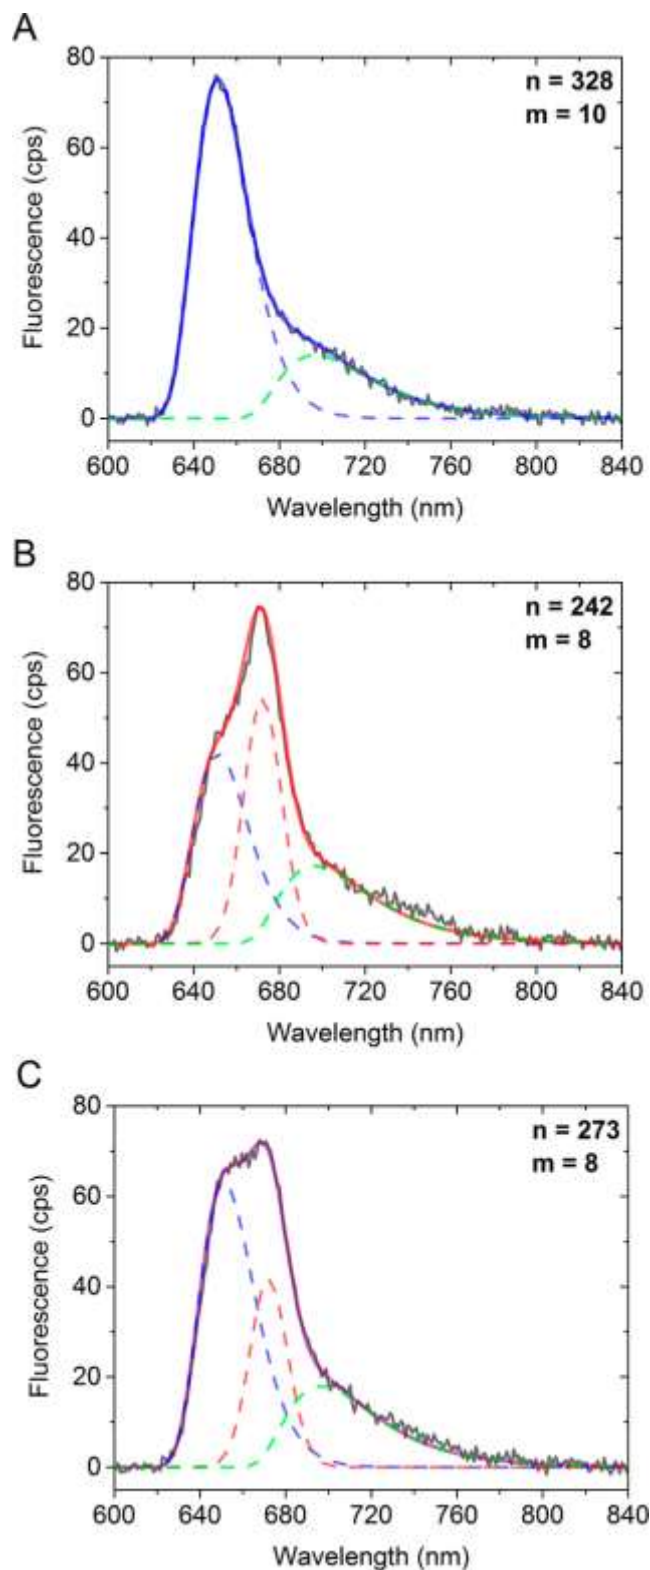 A
80
60
40
20
0
n = 328
m = 10
Fluorescence (cps)
600 640 680 720 760 800 840
Wavelength (nm)
B
80
60
40
20
0
n = 242
m = 8
Fluorescence (cps)
600 640 680 720 760 800 840
Wavelength (nm)
C
80
60
40
20
0
n = 273
m = 8
Fluorescence (cps)
600 640 680 720 760 800 840
Wavelength (nm)